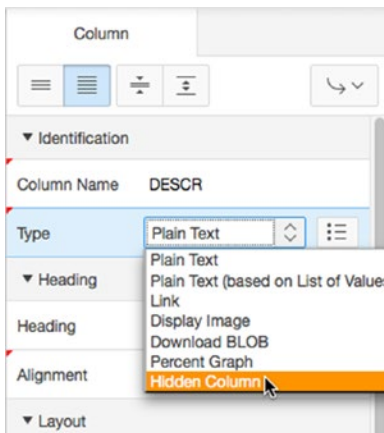 Column
▼ Identification
Column Name DESCR
Type Plain Text
Plain Text
Plain Text (based on List of Values
▼ Heading
Link
Heading
Display Image
Download BLOB
Alignment
Percent Graph
Hidden Column
▼ Layout